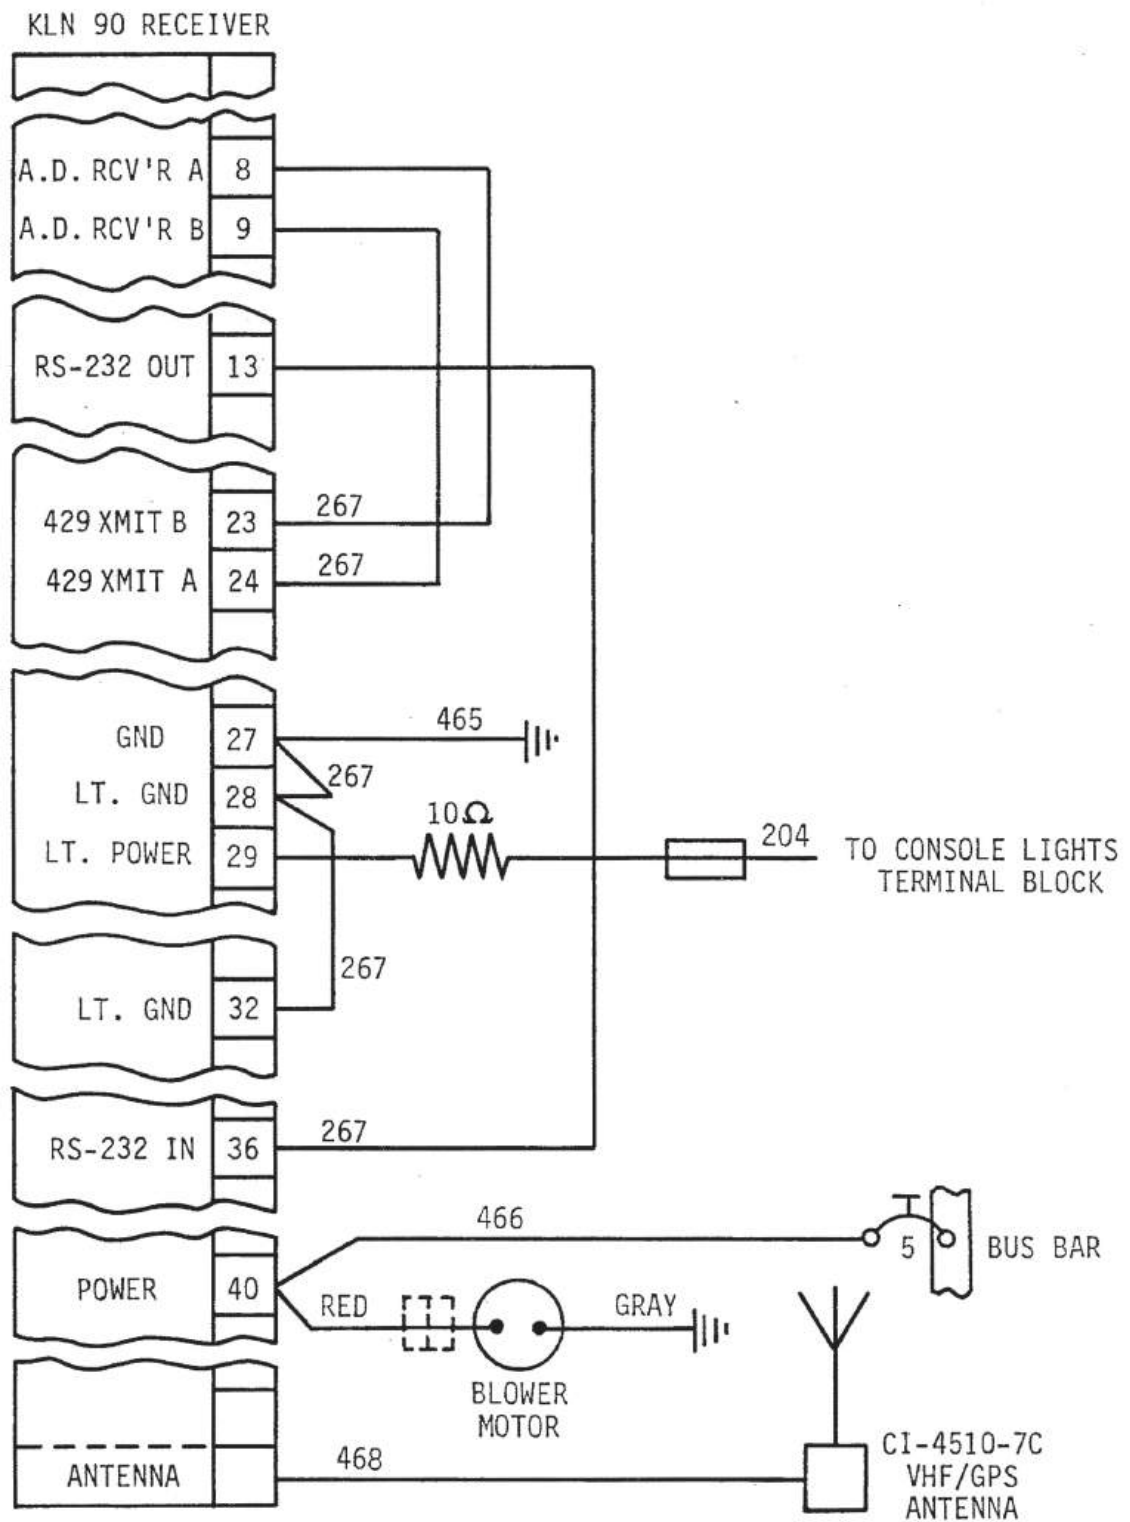 KLN 90 RECEIVER
A.D. RCV'R A 8
A.D. RCV'R B 9
RS-232 OUT 13
429 XMIT B 23 267
429 XMIT A 24 267
GND 27 465
267
LT. GND 28
10Ω
LT. POWER 29 204 TO CONSOLE LIGHTS
TERMINAL BLOCK
267
LT. GND 32
RS-232 IN 36 267
466
5 BUS BAR
POWER 40 RED GRAY
BLOWER
MOTOR
ANTENNA 468
CI-4510-7C
VHF/GPS
ANTENNA